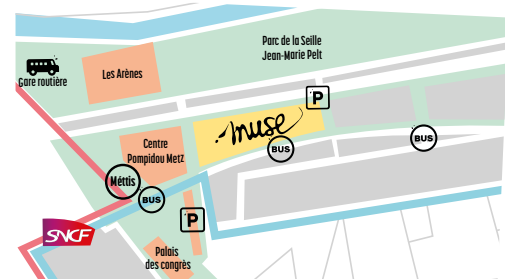 Parc de la Seille
Jean-Marie Pelt
Gare routière
Les Arènes
P
muse
BUS
BUS
Centre
Pompidou Metz
Méttis
BUS
P
SNCF
Palais
des congrès